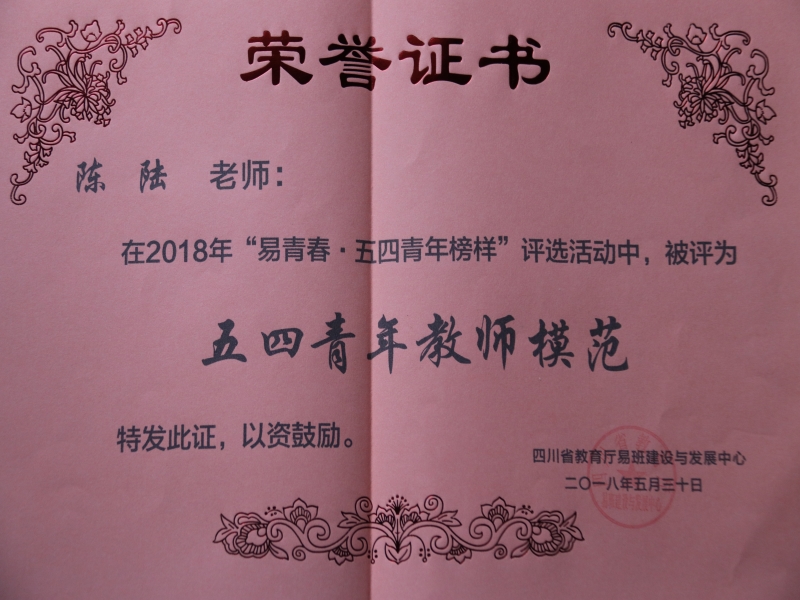 荣誉证书
陈 陆 老师：
在2018年“易青春·五四青年榜样”评选活动中，被评为
五四青年教师模范
特发此证，以资鼓励。
四川省教育厅易班建设与发展中心
二〇一八年五月三十日